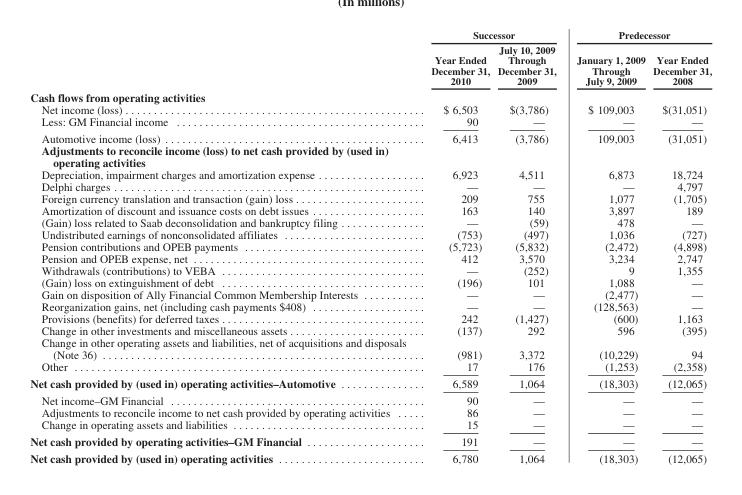 (In millions)
Successor Predecessor
July 10, 2009
Year Ended Through January 1, 2009 Year Ended
December 31, December 31, Through December 31,
2010 2009 July 9, 2009 2008
Cash flows from operating activities
Net income (loss) $ 6,503 $(3,786) $ 109,003 $(31,051)
Less: GM Financial income 90 — — —
Automotive income (loss) 6,413 (3,786) 109,003 (31,051)
Adjustments to reconcile income (loss) to net cash provided by (used in)
operating activities
Depreciation, impairment charges and amortization expense 6,923 4,511 6,873 18,724
Delphi charges — — — 4,797
Foreign currency translation and transaction (gain) loss 209 755 1,077 (1,705)
Amortization of discount and issuance costs on debt issues 163 140 3,897 189
(Gain) loss related to Saab deconsolidation and bankruptcy filing — (59) 478 —
Undistributed earnings of nonconsolidated affiliates (753) (497) 1,036 (727)
Pension contributions and OPEB payments (5,723) (5,832) (2,472) (4,898)
Pension and OPEB expense, net 412 3,570 3,234 2,747
Withdrawals (contributions) to VEBA — (252) 9 1,355
(Gain) loss on extinguishment of debt (196) 101 1,088 —
Gain on disposition of Ally Financial Common Membership Interests — — (2,477) —
Reorganization gains, net (including cash payments $408) — — (128,563) —
Provisions (benefits) for deferred taxes 242 (1,427) (600) 1,163
Change in other investments and miscellaneous assets (137) 292 596 (395)
Change in other operating assets and liabilities, net of acquisitions and disposals
(Note 36) (981) 3,372 (10,229) 94
Other 17 176 (1,253) (2,358)
Net cash provided by (used in) operating activities–Automotive 6,589 1,064 (18,303) (12,065)
Net income–GM Financial 90 — — —
Adjustments to reconcile income to net cash provided by operating activities 86 — — —
Change in operating assets and liabilities 15 — — —
Net cash provided by operating activities–GM Financial 191 — — —
Net cash provided by (used in) operating activities 6,780 1,064 (18,303) (12,065)